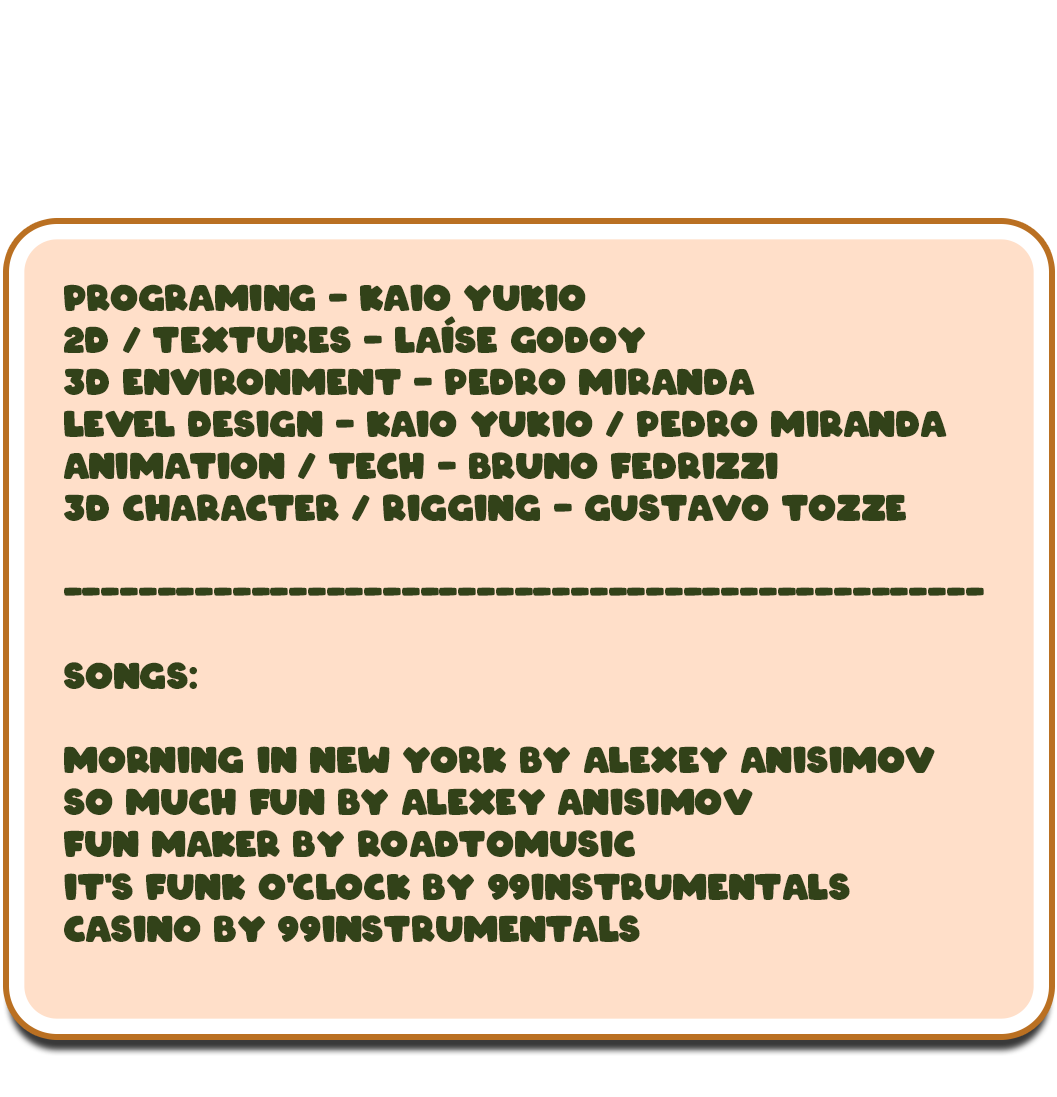 PROGRAMING - KAIO YUKIO
2D / TEXTURES - LAÍSE GODOY
3D ENVIRONMENT - PEDRO MIRANDA
LEVEL DESIGN - KAIO YUKIO / PEDRO MIRANDA
ANIMATION / TECH - BRUNO FEDRIZZI
3D CHARACTER / RIGGING - GUSTAVO TOZZE
-------------------------------------------------
SONGS:
MORNING IN NEW YORK BY ALEXEY ANISIMOV
SO MUCH FUN BY ALEXEY ANISIMOV
FUN MAKER BY ROADTOMUSIC
IT'S FUNK O'CLOCK BY 99INSTRUMENTALS
CASINO BY 99INSTRUMENTALS